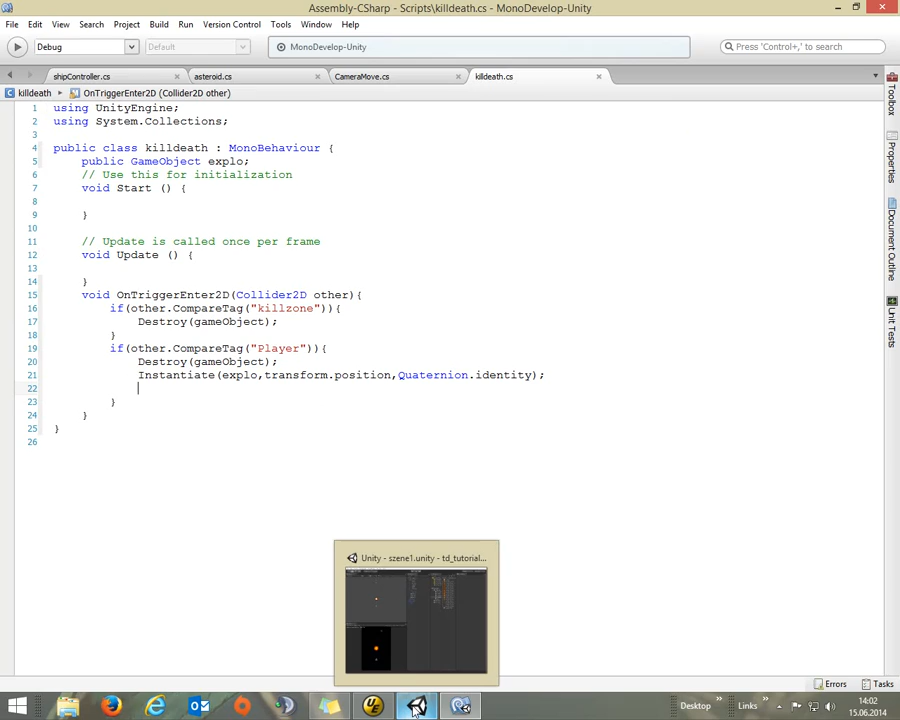 Assembly-CSharp - Scripts\killdeath.cs - MonoDevelop-Unity
File Edit View Search Project Build Run Version Control Tools Window Help
Debug Default MonoDevelop-Unity Press 'Control+,' to search
shipController.cs asteroid.cs CameraMove.cs killdeath.cs
killdeath OnTriggerEnter2D (Collider2D other)
1 using UnityEngine;
2 using System.Collections;
3
4 public class killdeath : MonoBehaviour {
5 public GameObject explo;
6 // Use this for initialization
7 void Start () {
8
9 }
10
11 // Update is called once per frame
12 void Update () {
13
14 }
15 void OnTriggerEnter2D(Collider2D other){
16 if(other.CompareTag("killzone")){
17 Destroy(gameObject);
18 }
19 if(other.CompareTag("Player")){
20 Destroy(gameObject);
21 Instantiate(explo,transform.position,Quaternion.identity);
22
23 }
24 }
25 }
26
Toolbox
Properties
Document Outline
Unit Tests
Unity - szene1.unity - td_tutorial...
Errors Tasks
Desktop Links 14:02
15.06.2014